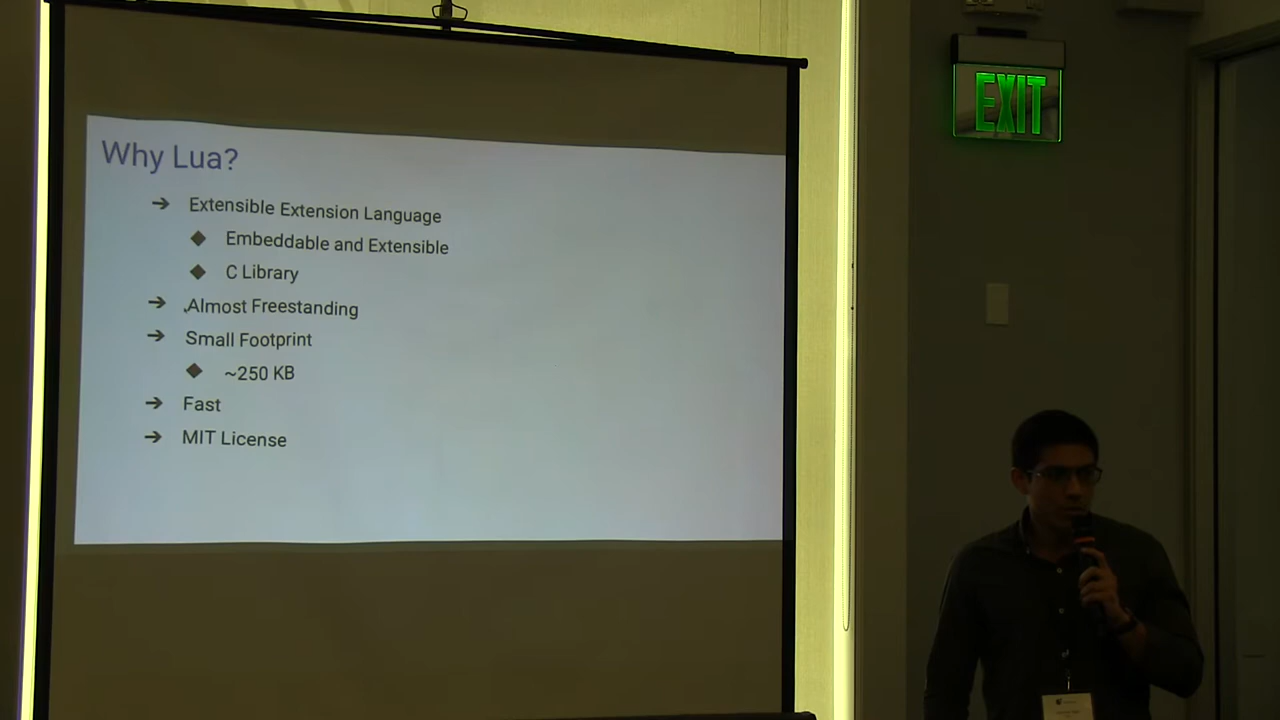 Why Lua?
Extensible Extension Language
Embeddable and Extensible
C Library
Almost Freestanding
Small Footprint
~250 KB
Fast
MIT License
EXIT